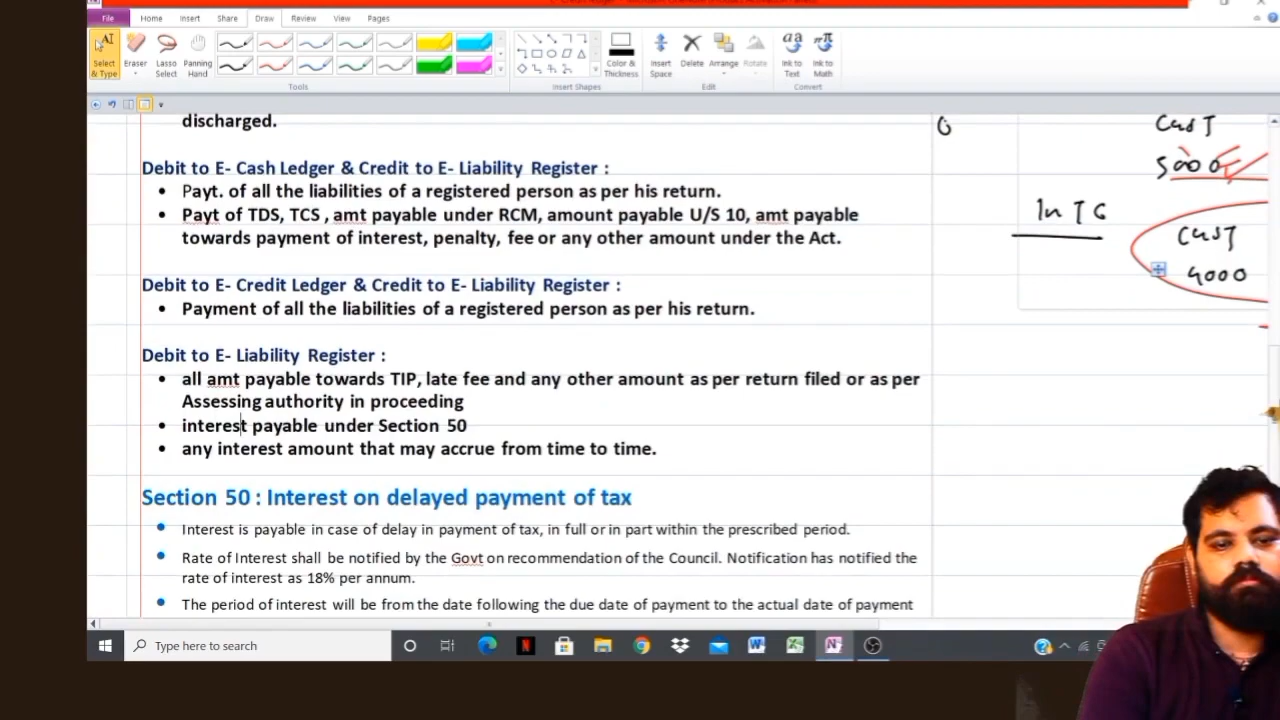 File Home Insert Share Draw Review View Pages
Select & Type
Eraser
Lasso Select
Panning Hand
Color & Thickness
Insert Space
Delete
Arrange
Rotate
Ink to Text
Ink to Math
Tools
Insert Shapes
Edit
Convert
discharged.
Debit to E- Cash Ledger & Credit to E- Liability Register :
• Payt. of all the liabilities of a registered person as per his return.
• Payt of TDS, TCS , amt payable under RCM, amount payable U/S 10, amt payable
towards payment of interest, penalty, fee or any other amount under the Act.
Debit to E- Credit Ledger & Credit to E- Liability Register :
• Payment of all the liabilities of a registered person as per his return.
Debit to E- Liability Register :
• all amt payable towards TIP, late fee and any other amount as per return filed or as per
Assessing authority in proceeding
• interest payable under Section 50
• any interest amount that may accrue from time to time.
Section 50 : Interest on delayed payment of tax
• Interest is payable in case of delay in payment of tax, in full or in part within the prescribed period.
• Rate of Interest shall be notified by the Govt on recommendation of the Council. Notification has notified the
rate of interest as 18% per annum.
• The period of interest will be from the date following the due date of payment to the actual date of payment
CGST
5000
CGST
4000
Type here to search